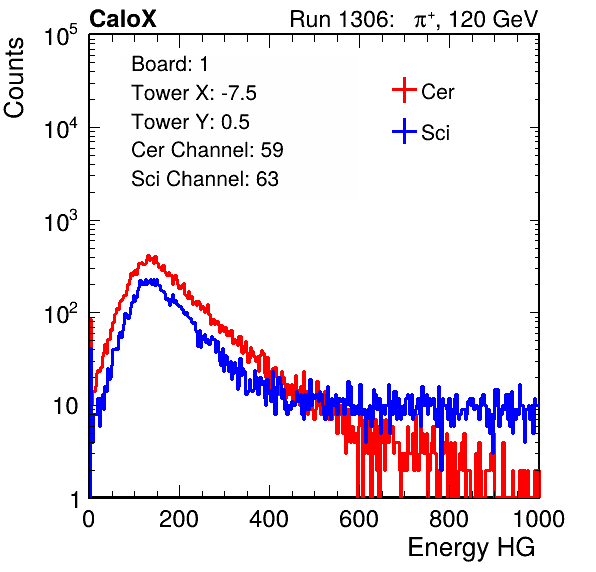 CaloX Run 1306: π⁺, 120 GeV
Counts
10⁵
10⁴
10³
10²
10
1
Board: 1
Tower X: -7.5
Tower Y: 0.5
Cer Channel: 59
Sci Channel: 63
Cer
Sci
0 200 400 600 800 1000
Energy HG